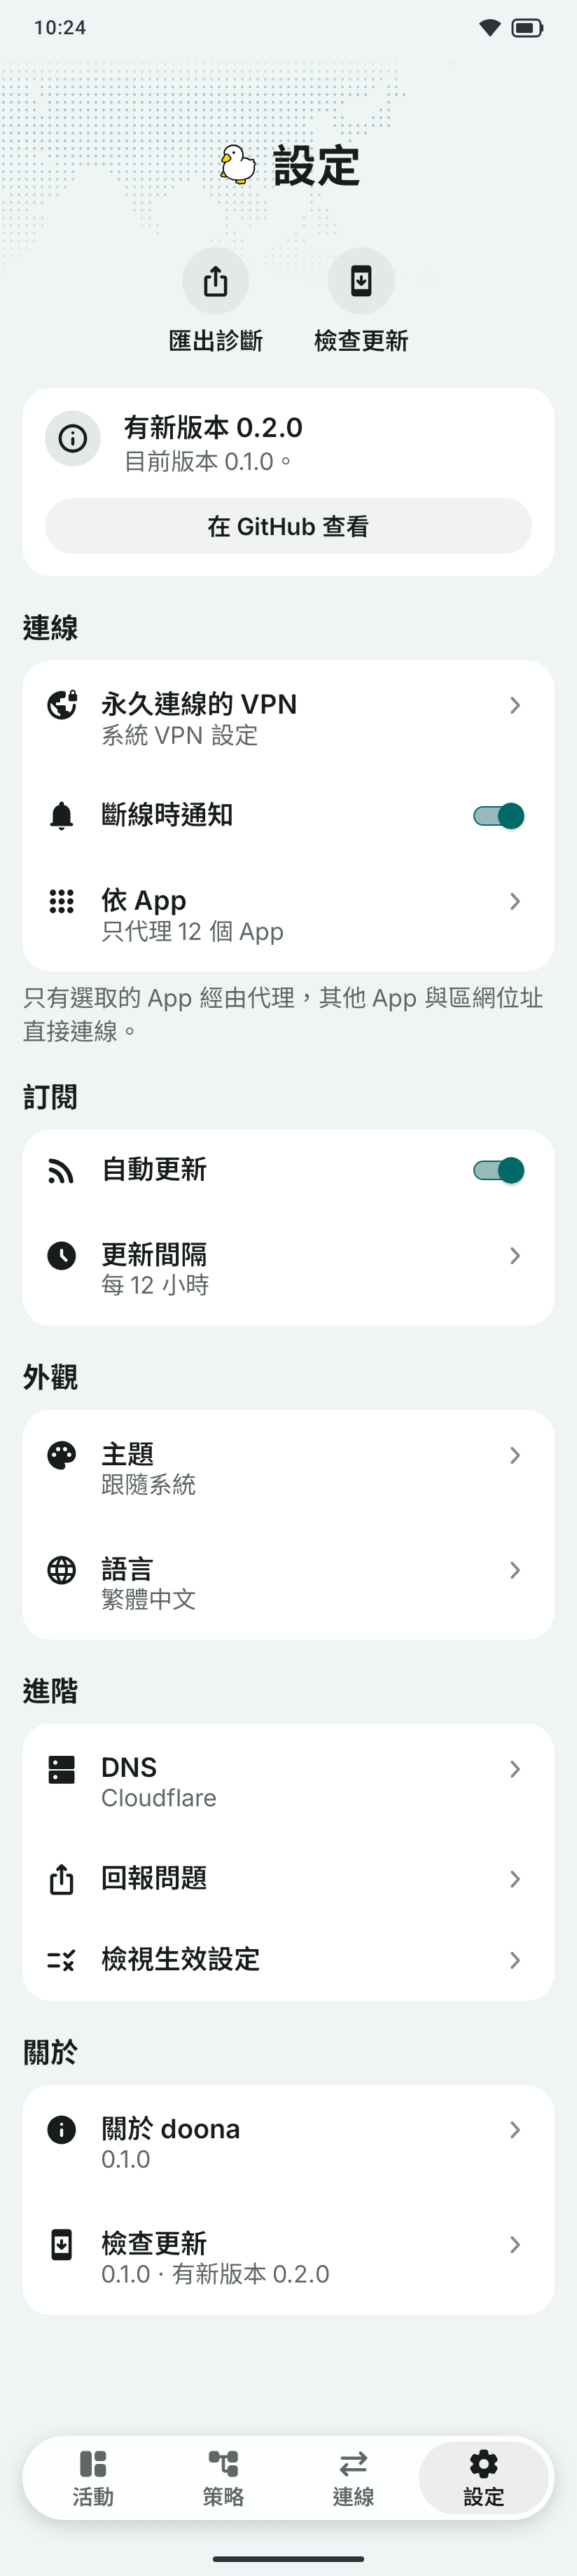 10:24
設定
匯出診斷
檢查更新
有新版本 0.2.0
目前版本 0.1.0。
在 GitHub 查看
連線
永久連線的 VPN
系統 VPN 設定
斷線時通知
依 App
只代理 12 個 App
只有選取的 App 經由代理，其他 App 與區網位址
直接連線。
訂閱
自動更新
更新間隔
每 12 小時
外觀
主題
跟隨系統
語言
繁體中文
進階
DNS
Cloudflare
回報問題
檢視生效設定
關於
關於 doona
0.1.0
檢查更新
0.1.0 · 有新版本 0.2.0
活動
策略
連線
設定